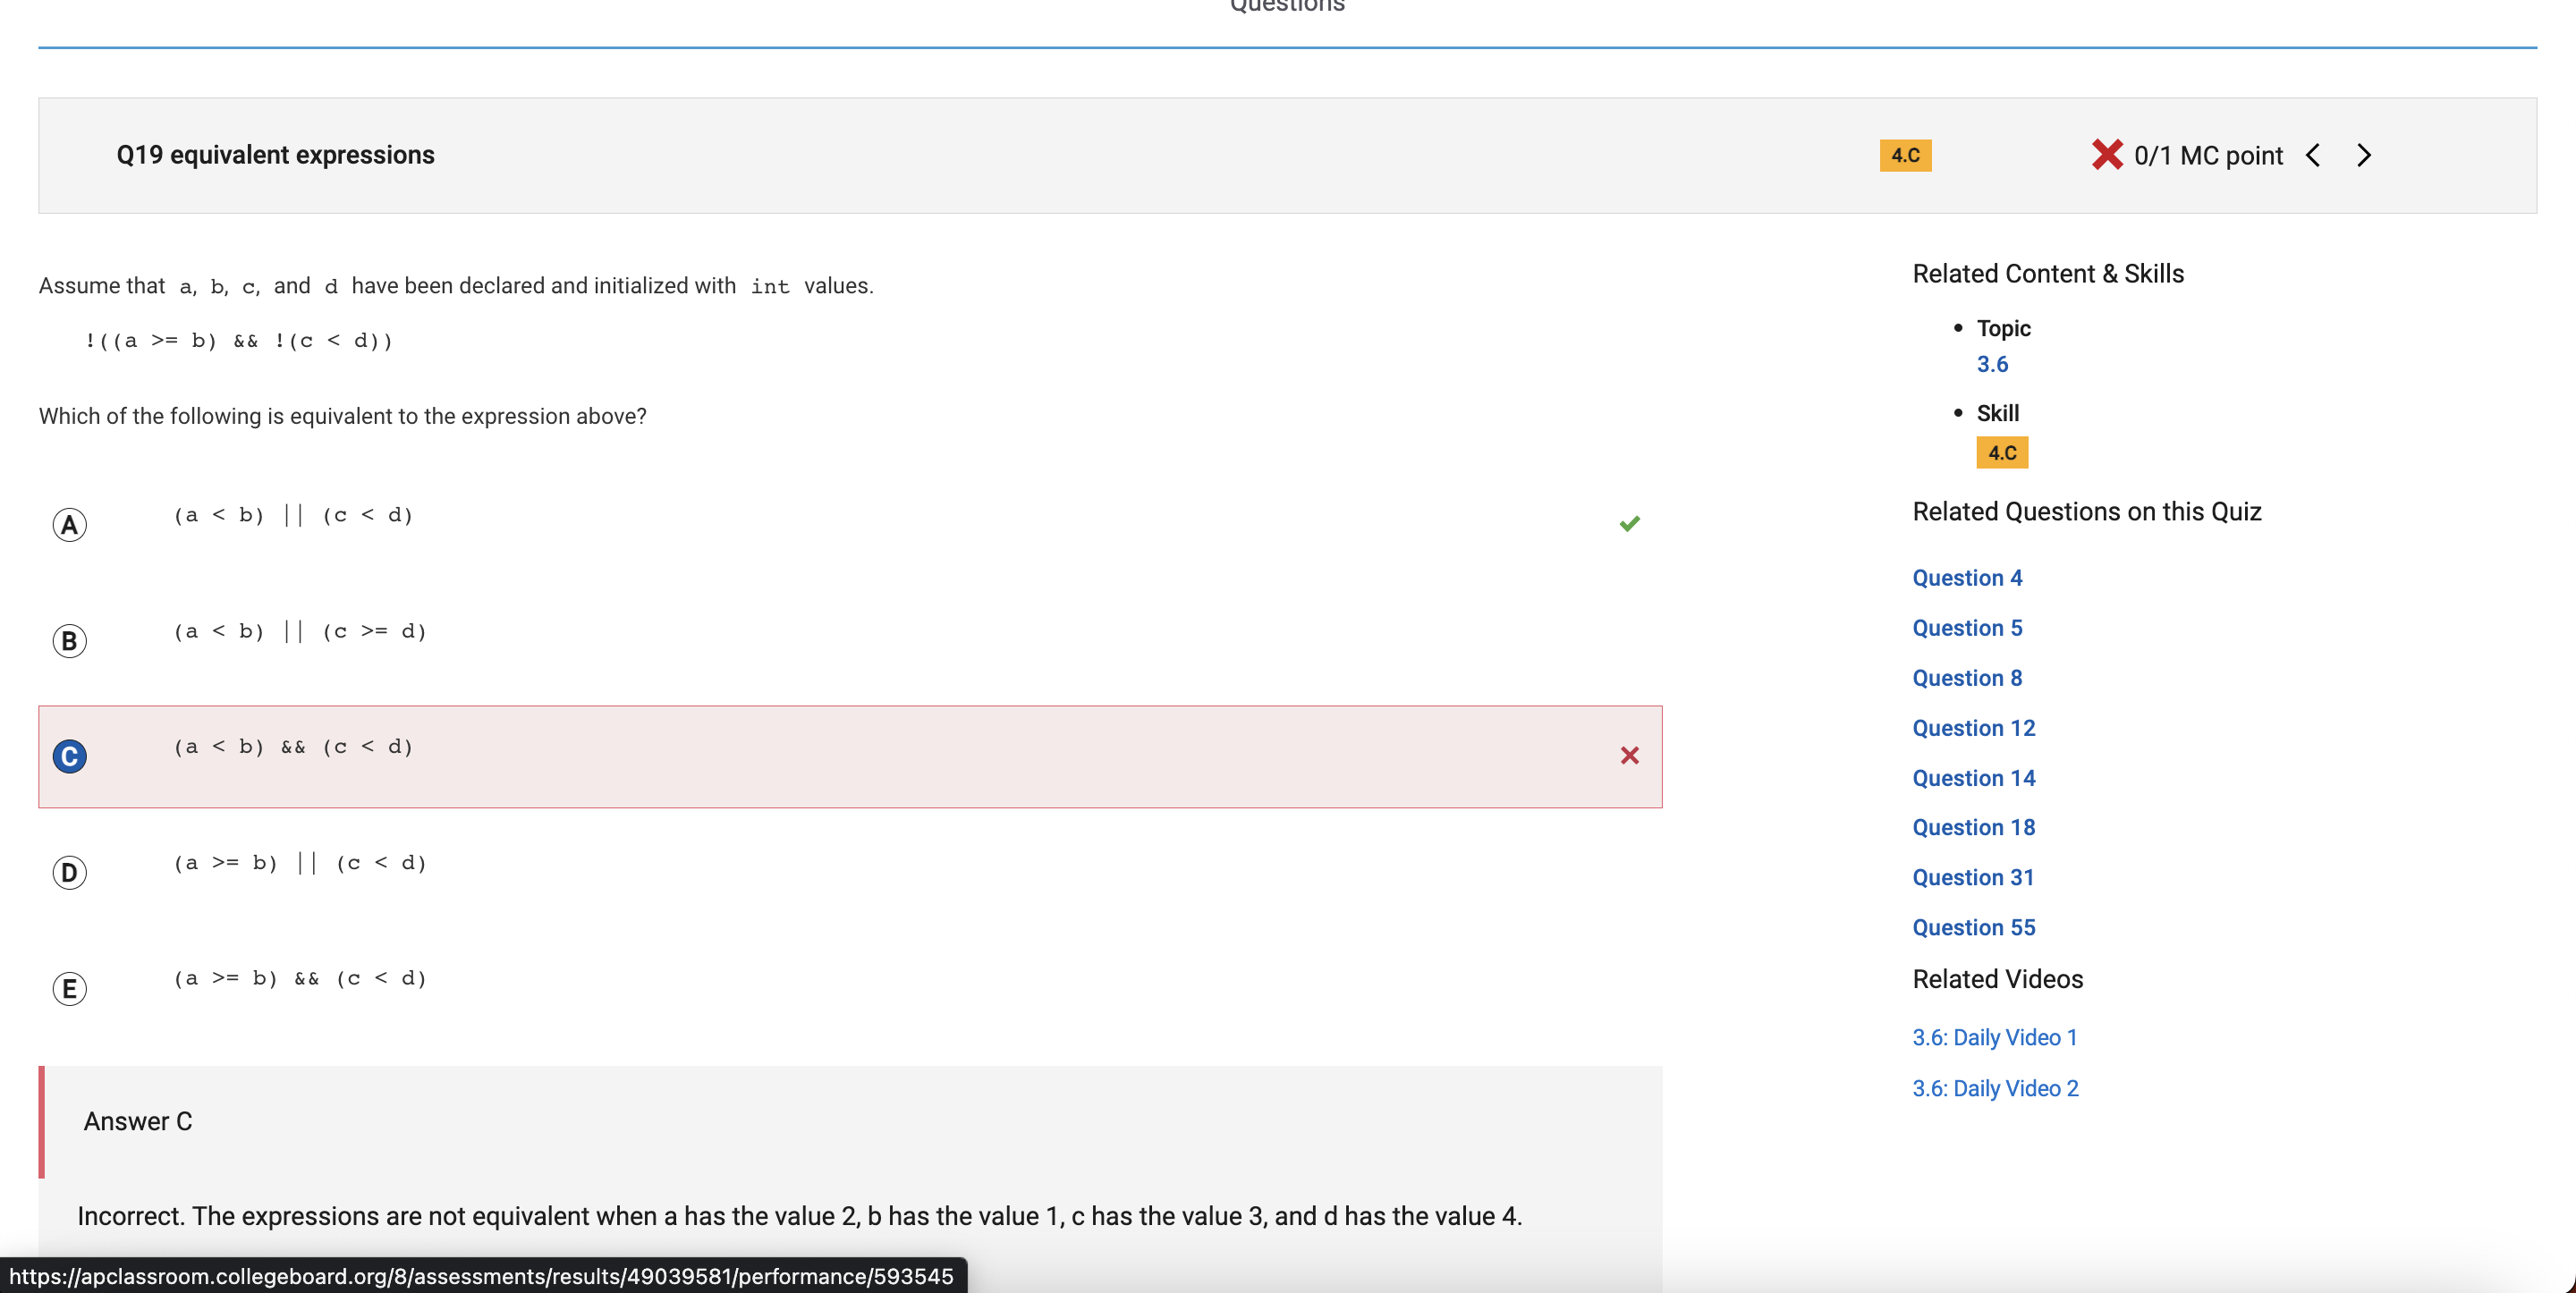 Questions
Q19 equivalent expressions
4.C
0/1 MC point
Assume that a, b, c, and d have been declared and initialized with int values.
!((a >= b) && !(c < d))
Which of the following is equivalent to the expression above?
A (a < b) || (c < d)
B (a < b) || (c >= d)
C (a < b) && (c < d)
D (a >= b) || (c < d)
E (a >= b) && (c < d)
Answer C
Incorrect. The expressions are not equivalent when a has the value 2, b has the value 1, c has the value 3, and d has the value 4.
https://apclassroom.collegeboard.org/8/assessments/results/49039581/performance/593545
Related Content & Skills
• Topic
3.6
• Skill
4.C
Related Questions on this Quiz
Question 4
Question 5
Question 8
Question 12
Question 14
Question 18
Question 31
Question 55
Related Videos
3.6: Daily Video 1
3.6: Daily Video 2